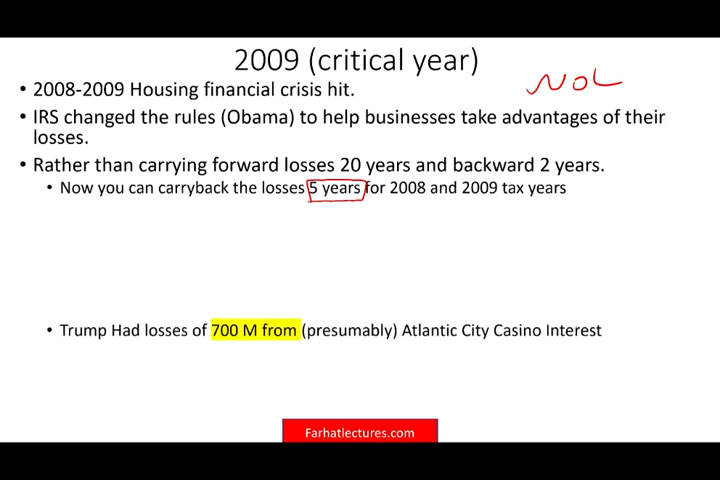 2009 (critical year)
NOL
• 2008-2009 Housing financial crisis hit.
• IRS changed the rules (Obama) to help businesses take advantages of their
losses.
• Rather than carrying forward losses 20 years and backward 2 years.
• Now you can carryback the losses 5 years for 2008 and 2009 tax years
• Trump Had losses of 700 M from (presumably) Atlantic City Casino Interest
Farhatlectures.com